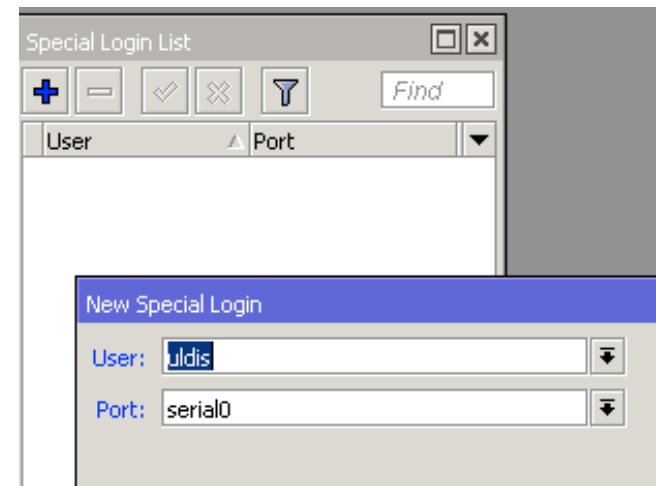 Special Login List
Find
User Port
New Special Login
User: uldis
Port: serial0